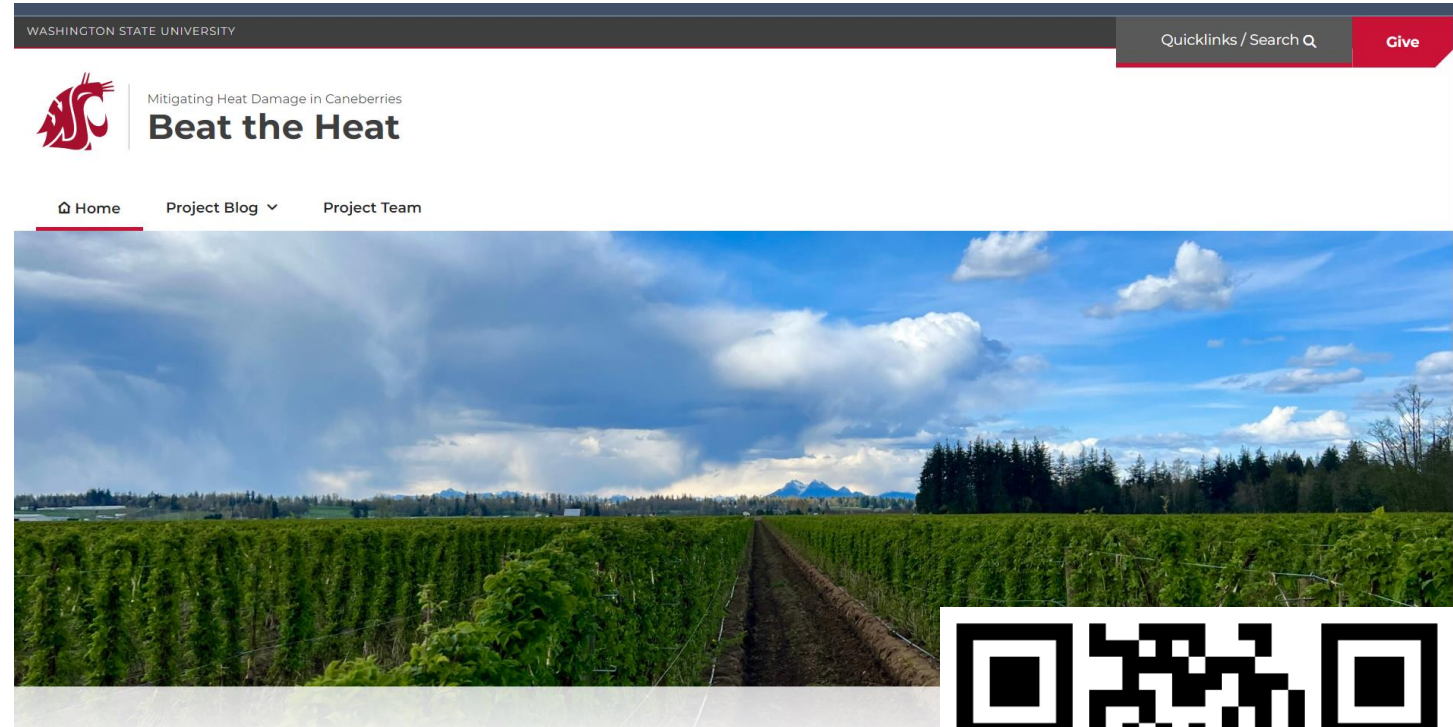 WASHINGTON STATE UNIVERSITY
Quicklinks / Search
Give
Mitigating Heat Damage in Caneberries
Beat the Heat
Home
Project Blog
Project Team